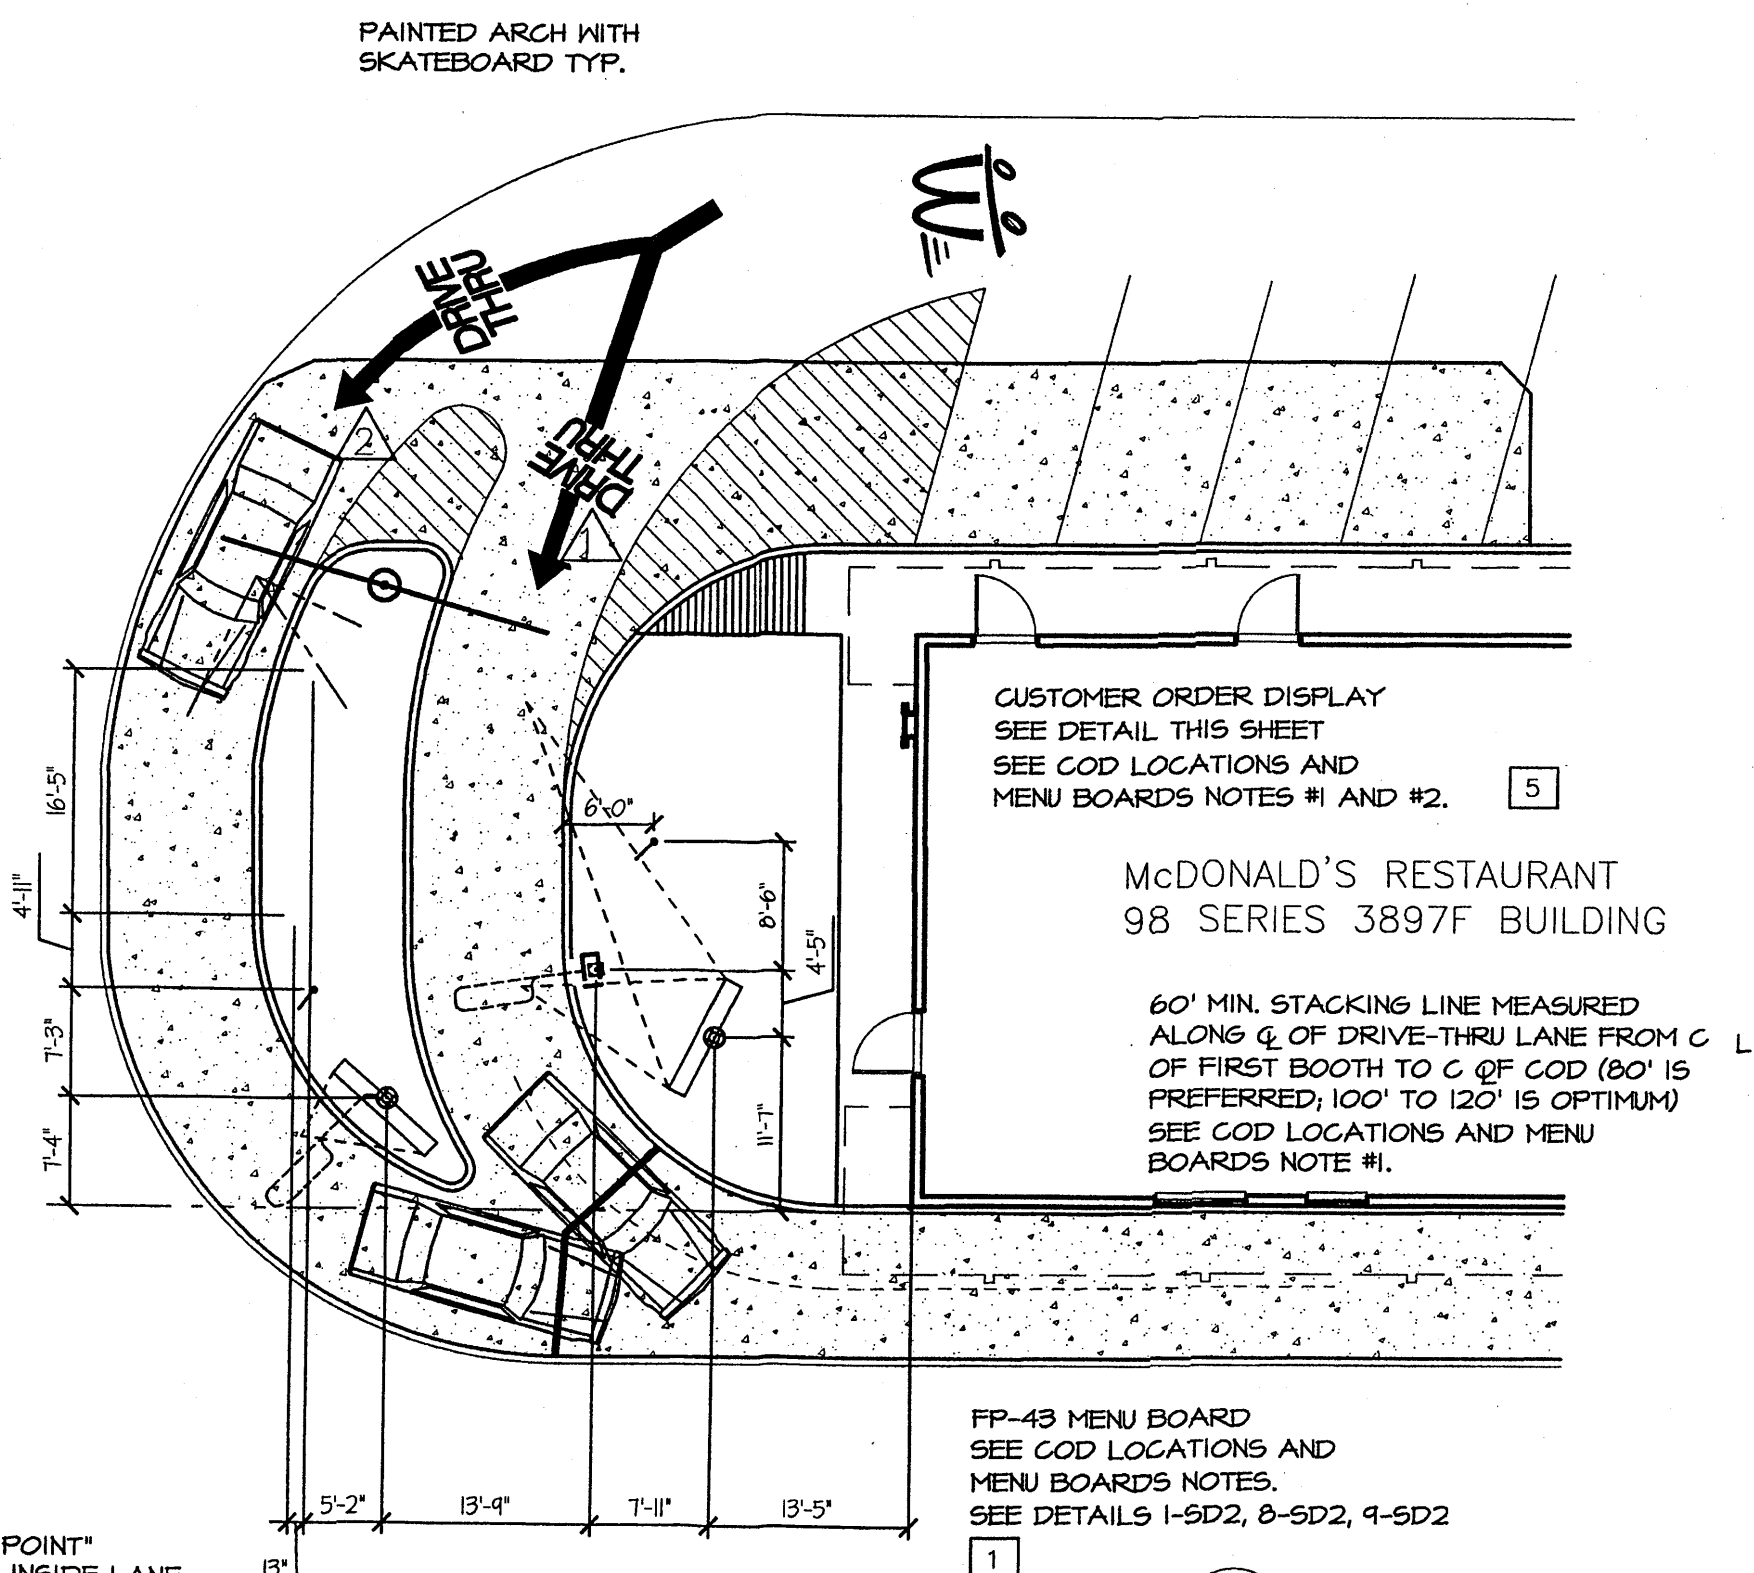 PAINTED ARCH WITH
SKATEBOARD TYP.
DRIVE
THRU
DRIVE
THRU
2
1
CUSTOMER ORDER DISPLAY
SEE DETAIL THIS SHEET
SEE COD LOCATIONS AND
MENU BOARDS NOTES #1 AND #2.
5
16'-5"
6'-0"
4'-11"
8'-6"
4'-5"
McDONALD'S RESTAURANT
98 SERIES 3897F BUILDING
60' MIN. STACKING LINE MEASURED
ALONG ℄ OF DRIVE-THRU LANE FROM C L
OF FIRST BOOTH TO C ℄ OF COD (80' IS
PREFERRED; 100' TO 120' IS OPTIMUM)
SEE COD LOCATIONS AND MENU
BOARDS NOTE #1.
7'-3"
11'-7"
7'-4"
FP-43 MENU BOARD
SEE COD LOCATIONS AND
MENU BOARDS NOTES.
SEE DETAILS 1-SD2, 8-SD2, 9-SD2
1
5'-2"
13'-9"
7'-11"
13'-5"
POINT"
INSIDE LANE
13"